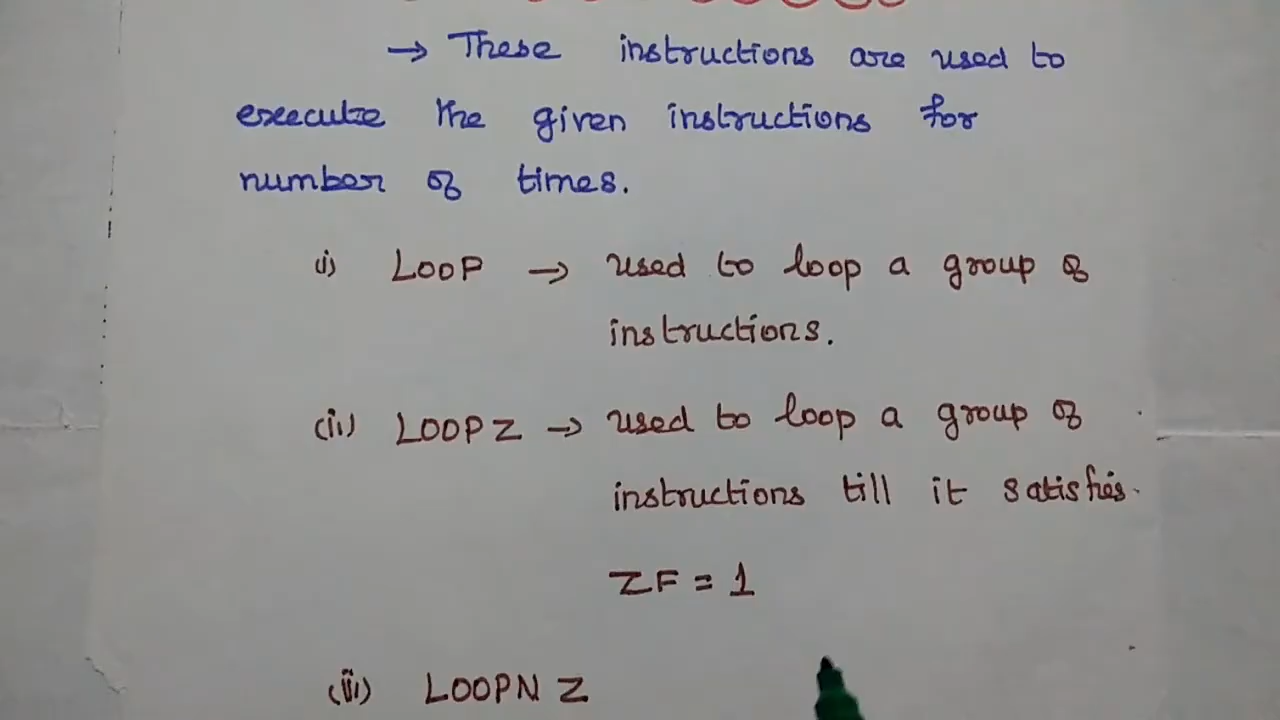 → These instructions are used to
execute the given instructions for
number of times.
(i) LOOP → used to loop a group of
instructions.
(ii) LOOPZ → used to loop a group of
instructions till it satisfies.
ZF = 1
(iii) LOOPNZ